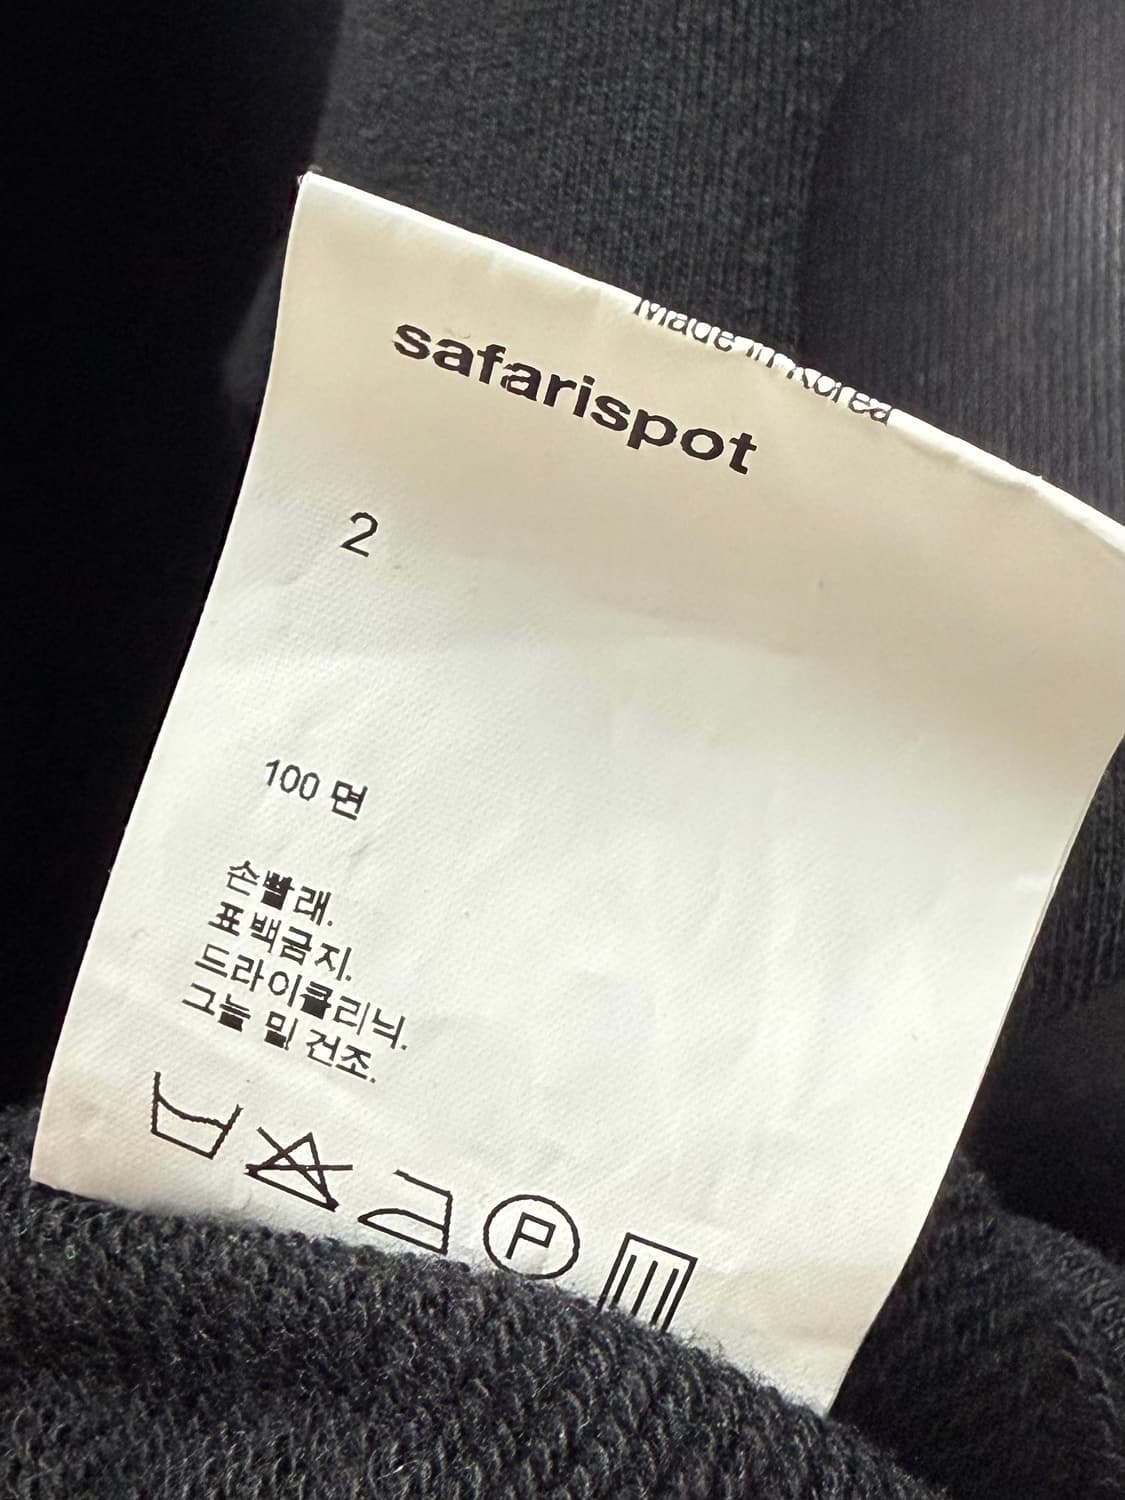 Made in Korea
safarispot
2
100 면
손빨래.
표백금지.
드라이클리닉.
그늘 밑 건조.
P